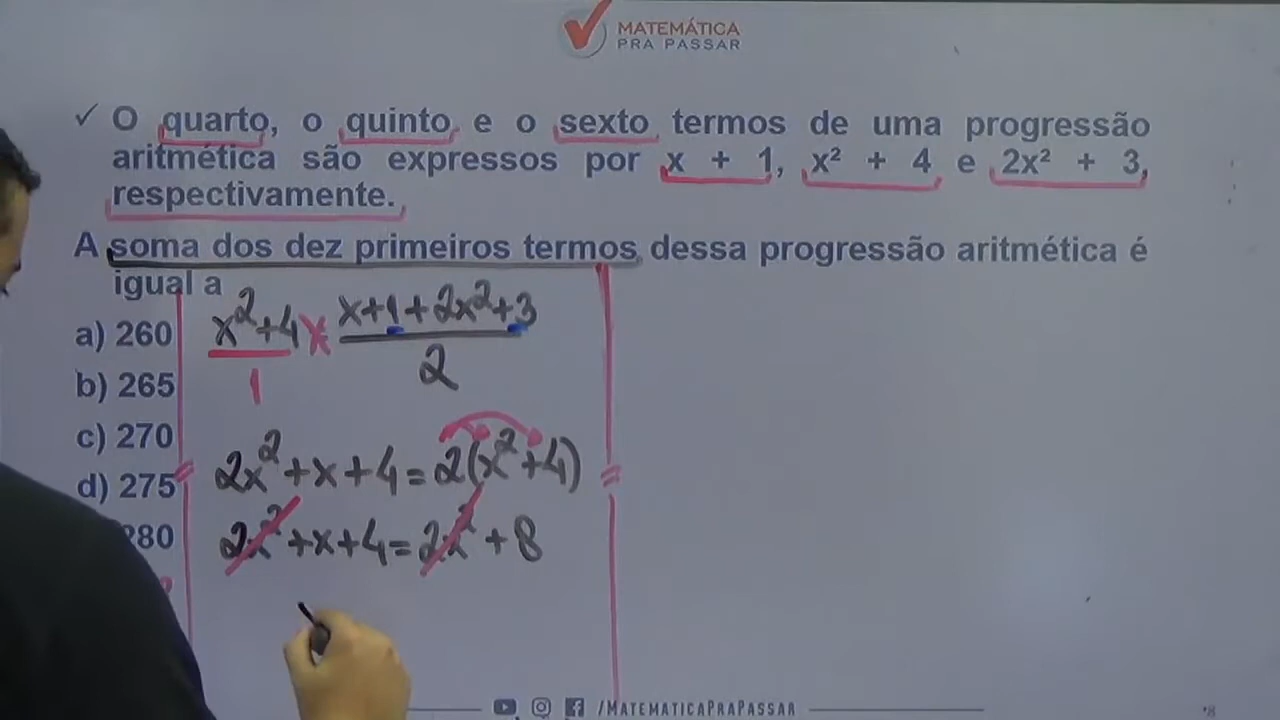 MATEMÁTICA
PRA PASSAR
✓ O quarto, o quinto e o sexto termos de uma progressão
aritmética são expressos por x + 1, x² + 4 e 2x² + 3,
respectivamente.
A soma dos dez primeiros termos dessa progressão aritmética é
igual a
a) 260
b) 265
c) 270
d) 275
280
x²+4 x x+1+2x²+3
1 2
2x²+x+4=2(x²+4)
2x²+x+4=2x²+8
/MATEMATICAPRAPASSAR